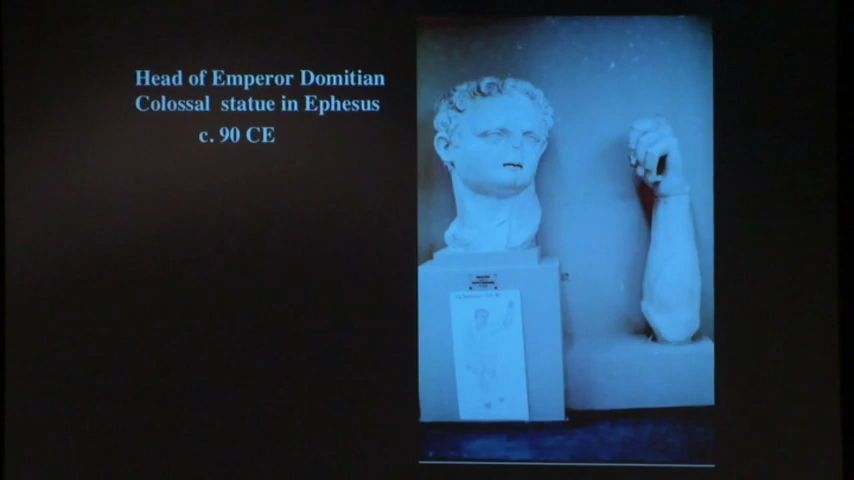 Head of Emperor Domitian
Colossal statue in Ephesus
c. 90 CE